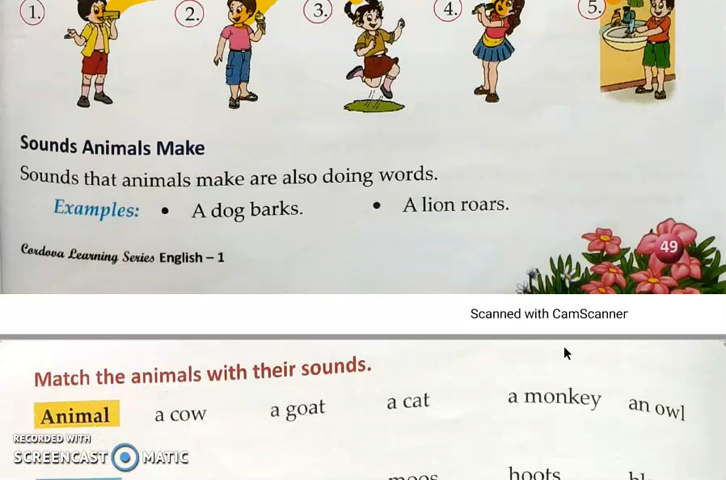 1. 2. 3. 4. 5.
Sounds Animals Make
Sounds that animals make are also doing words.
Examples: • A dog barks. • A lion roars.
Cordova Learning Series English – 1
49
Scanned with CamScanner
Match the animals with their sounds.
Animal a cow a goat a cat a monkey an owl
RECORDED WITH
SCREENCAST MATIC
moos hoots